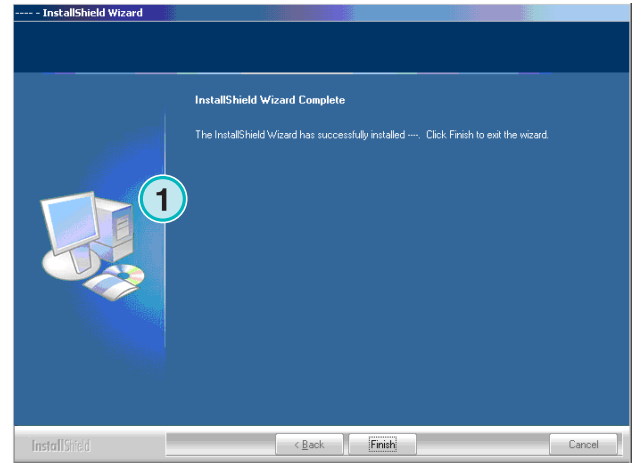 ---- - InstallShield Wizard
InstallShield Wizard Complete
The InstallShield Wizard has successfully installed ----. Click Finish to exit the wizard.
1
InstallShield
< Back
Finish
Cancel